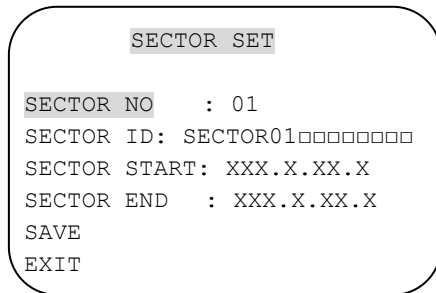 SECTOR SET
SECTOR NO : 01
SECTOR ID: SECTOR01□□□□□□□□
SECTOR START: XXX.X.XX.X
SECTOR END : XXX.X.XX.X
SAVE
EXIT